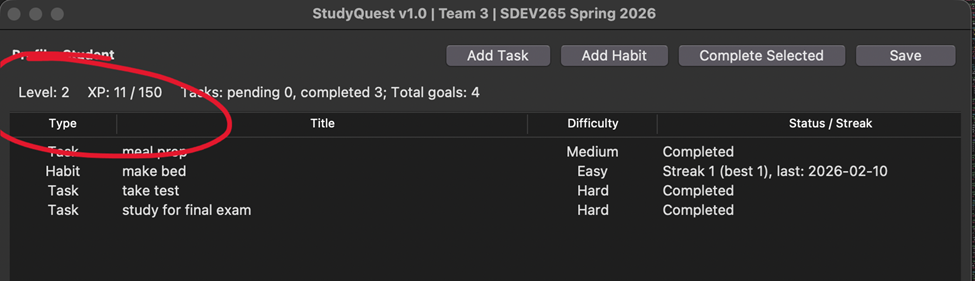 StudyQuest v1.0 | Team 3 | SDEV265 Spring 2026
Profile: Student Add Task Add Habit Complete Selected Save
Level: 2 XP: 11 / 150 Tasks: pending 0, completed 3; Total goals: 4
Type Title Difficulty Status / Streak
Task meal prep Medium Completed
Habit make bed Easy Streak 1 (best 1), last: 2026-02-10
Task take test Hard Completed
Task study for final exam Hard Completed